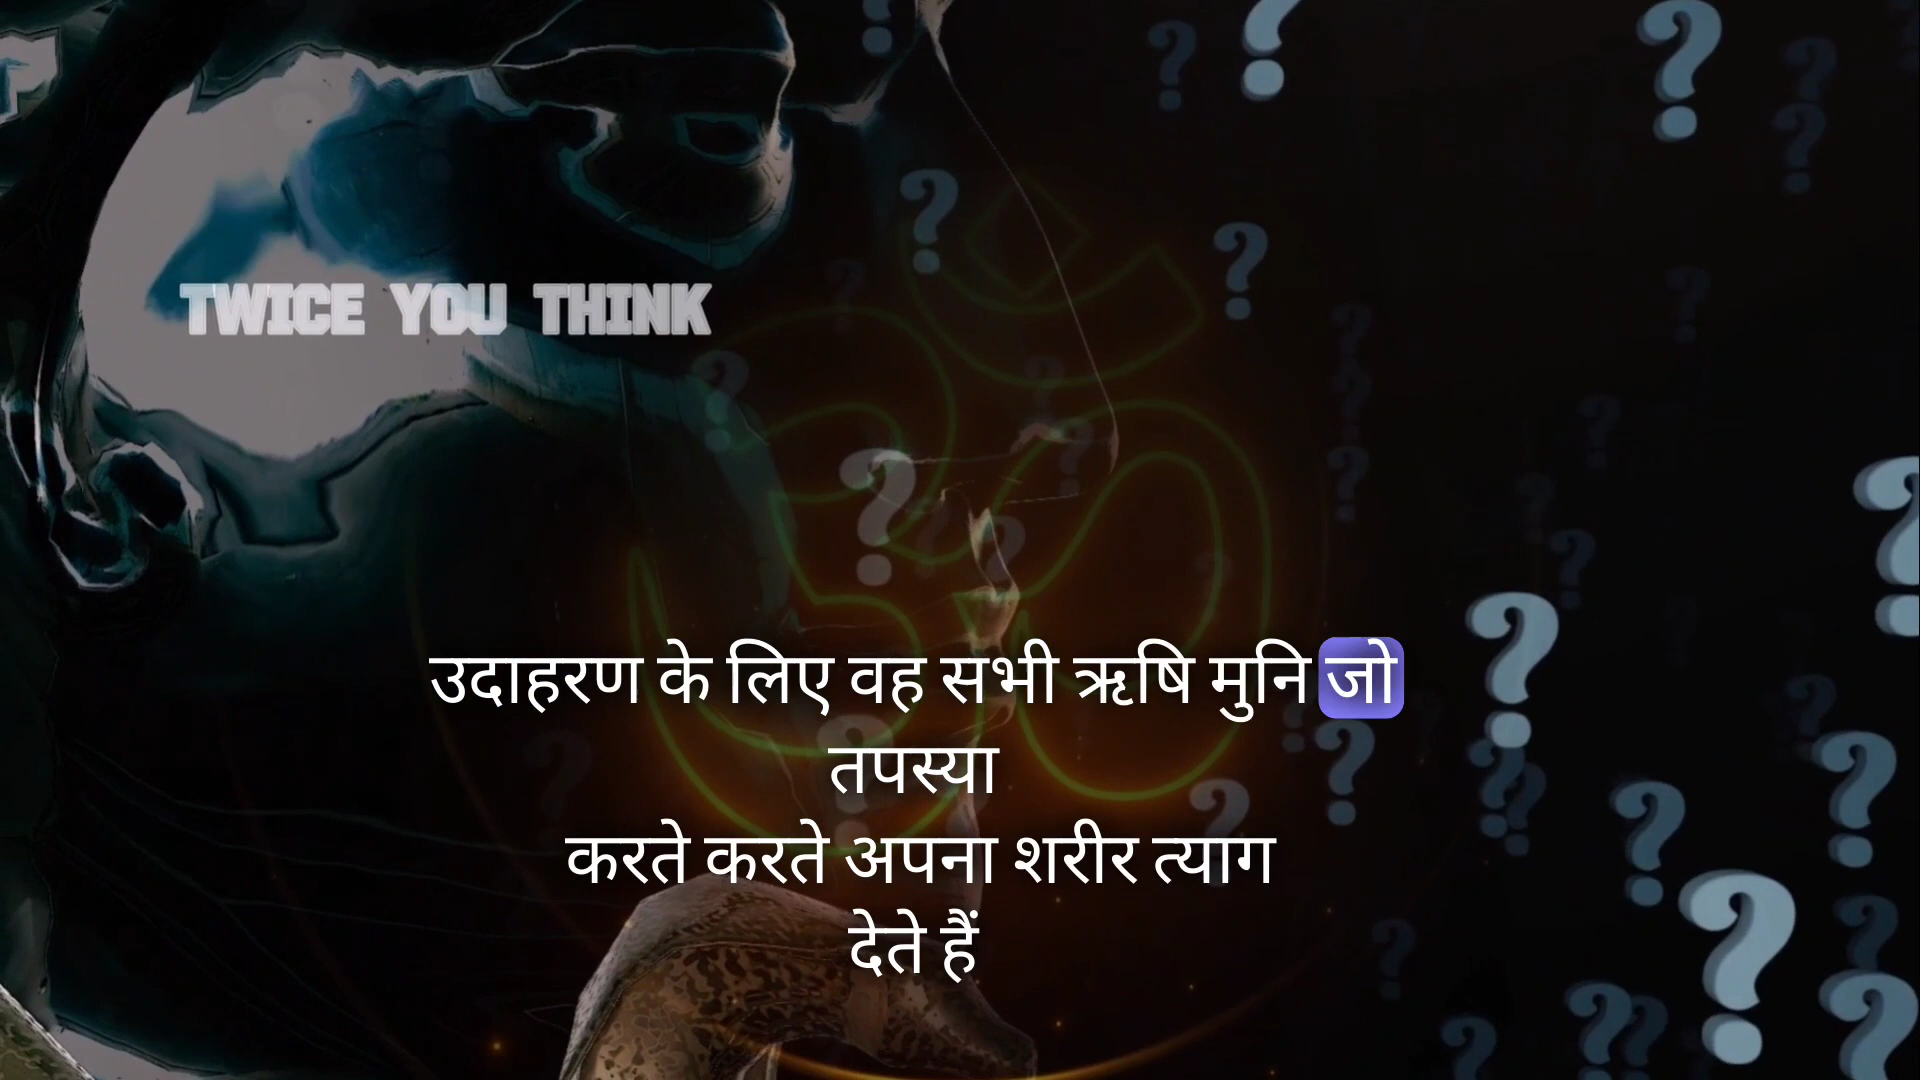 TWICE YOU THINK
उदाहरण के लिए वह सभी ऋषि मुनि जो
तपस्या
करते करते अपना शरीर त्याग
देते हैं